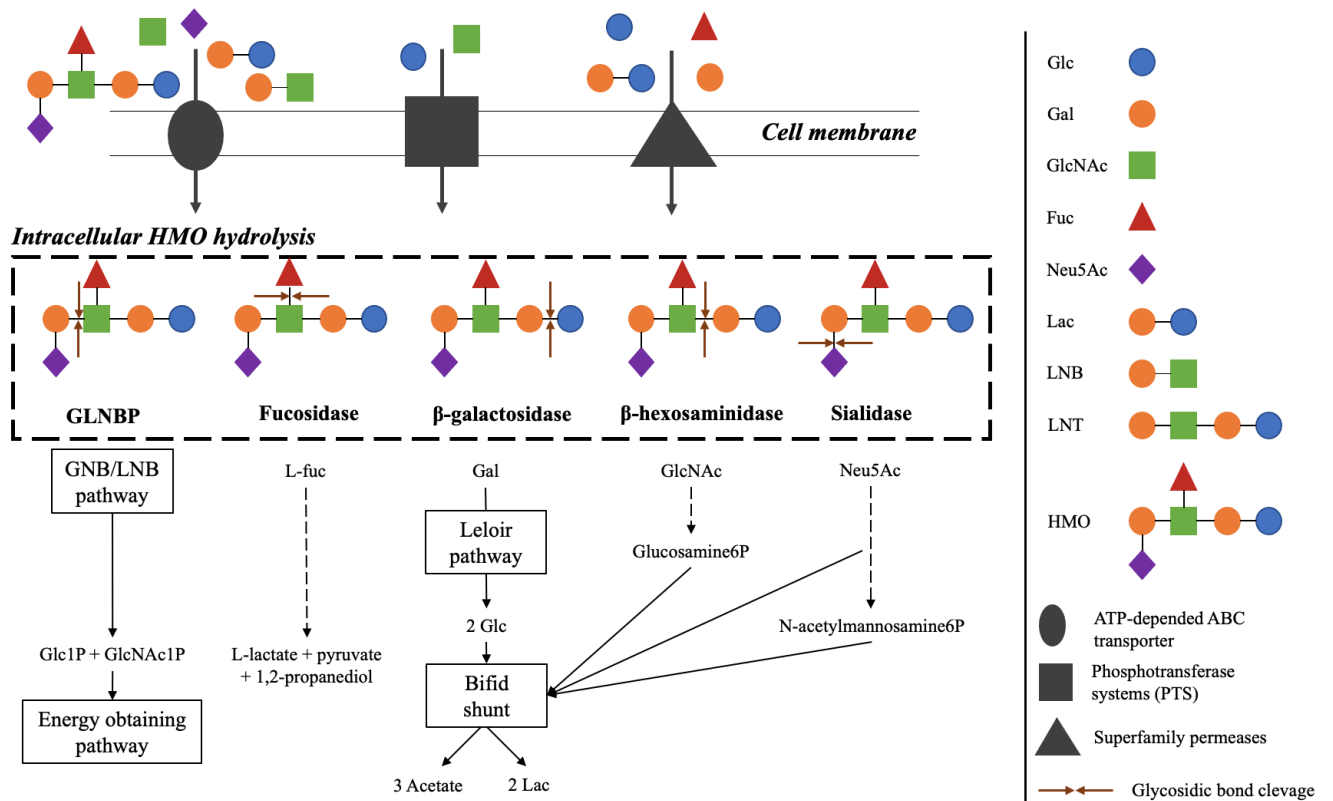 Cell membrane
Intracellular HMO hydrolysis
GLNBP
Fucosidase
β-galactosidase
β-hexosaminidase
Sialidase
GNB/LNB
pathway
L-fuc
Gal
GlcNAc
Neu5Ac
Leloir
pathway
Glucosamine6P
2 Glc
N-acetylmannosamine6P
Glc1P + GlcNAc1P
L-lactate + pyruvate
+ 1,2-propanediol
Bifid
shunt
Energy obtaining
pathway
3 Acetate
2 Lac
Glc
Gal
GlcNAc
Fuc
Neu5Ac
Lac
LNB
LNT
HMO
ATP-depended ABC
transporter
Phosphotransferase
systems (PTS)
Superfamily permeases
Glycosidic bond clevage